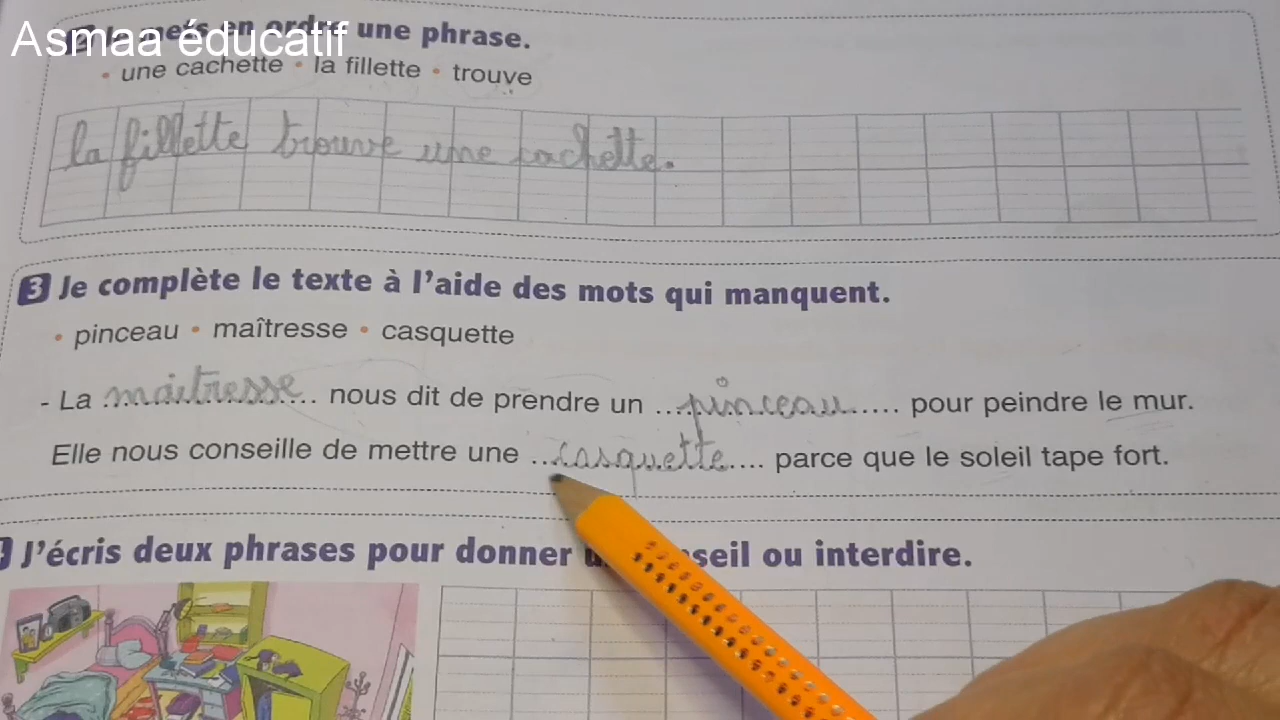 Asmaa éducatif
en ordre une phrase.
• une cachette • la fillette • trouve
la fillette trouve une cachette.
3 Je complète le texte à l'aide des mots qui manquent.
• pinceau • maîtresse • casquette
- La maitresse nous dit de prendre un pinceau pour peindre le mur.
Elle nous conseille de mettre une casquette parce que le soleil tape fort.
J'écris deux phrases pour donner ou interdire.